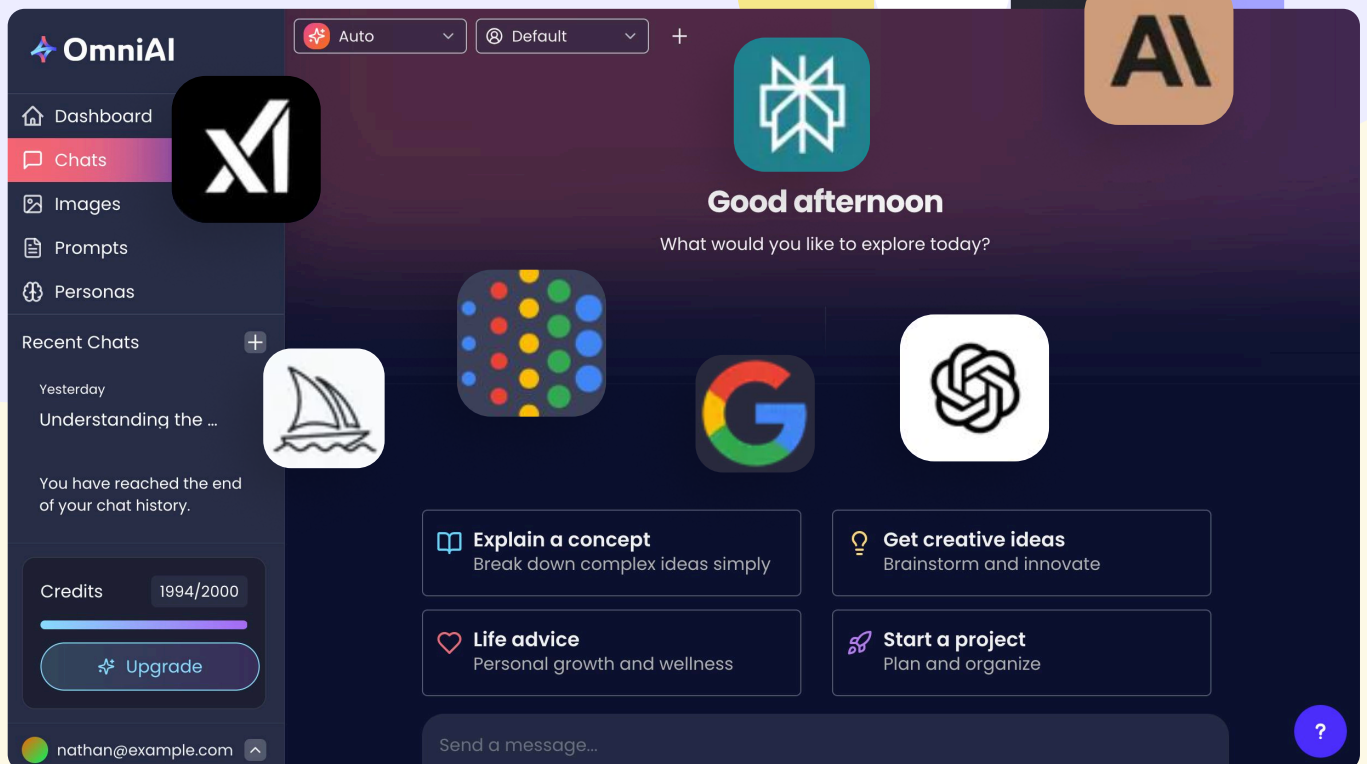 OmniAI
Auto
Default
Dashboard
Chats
Images
Prompts
Personas
Recent Chats
Yesterday
Understanding the ...
You have reached the end
of your chat history.
Credits
1994/2000
Upgrade
nathan@example.com
xI
AI
G
Good afternoon
What would you like to explore today?
Explain a concept
Break down complex ideas simply
Get creative ideas
Brainstorm and innovate
Life advice
Personal growth and wellness
Start a project
Plan and organize
Send a message...
?